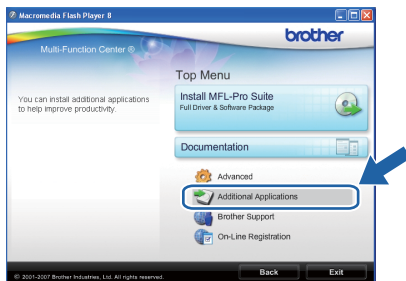 Macromedia Flash Player 8
brother
Multi-Function Center ®
Top Menu
You can install additional applications
to help improve productivity.
Install MFL-Pro Suite
Full Driver & Software Package
Documentation
Advanced
Additional Applications
Brother Support
On-Line Registration
© 2001-2007 Brother Industries, Ltd. All rights reserved.
Back
Exit